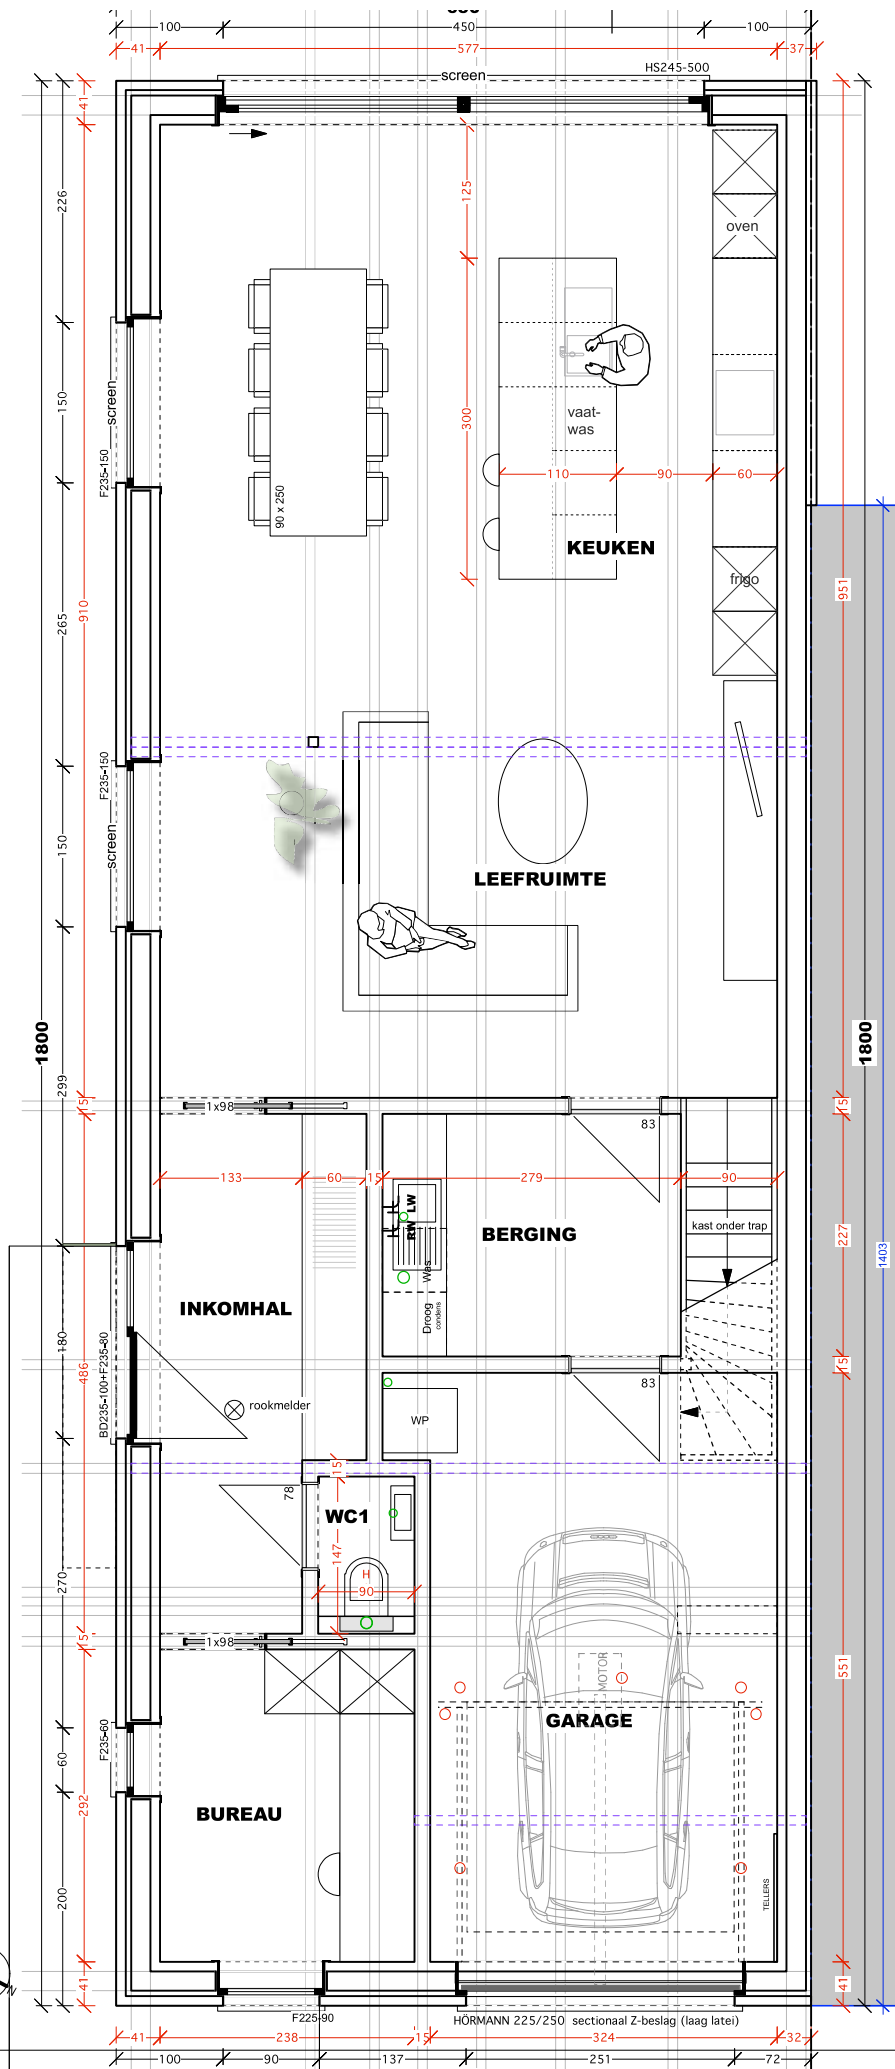 100
450
100
41
577
37
screen
HS245-500
41
226
125
oven
150
screen
F235-150
300
vaat-
was
110
90
60
90 x 250
KEUKEN
frigo
951
910
265
F235-150
150
screen
LEEFRUIMTE
1800
1800
299
15
1x98
83
15
133
60
15
279
90
RW LW
kast onder trap
BERGING
227
1403
Was
INKOMHAL
Droog
condens
180
BD235-100+F235-80
486
15
83
rookmelder
WP
15
78
WC1
147
H
90
270
15
1x98
MOTOR
551
GARAGE
F235-60
60
292
BUREAU
200
TELLERS
41
41
N
F225-90
HÖRMANN 225/250 sectionaal Z-beslag (laag latei)
41
238
15
324
32
100
90
137
251
72